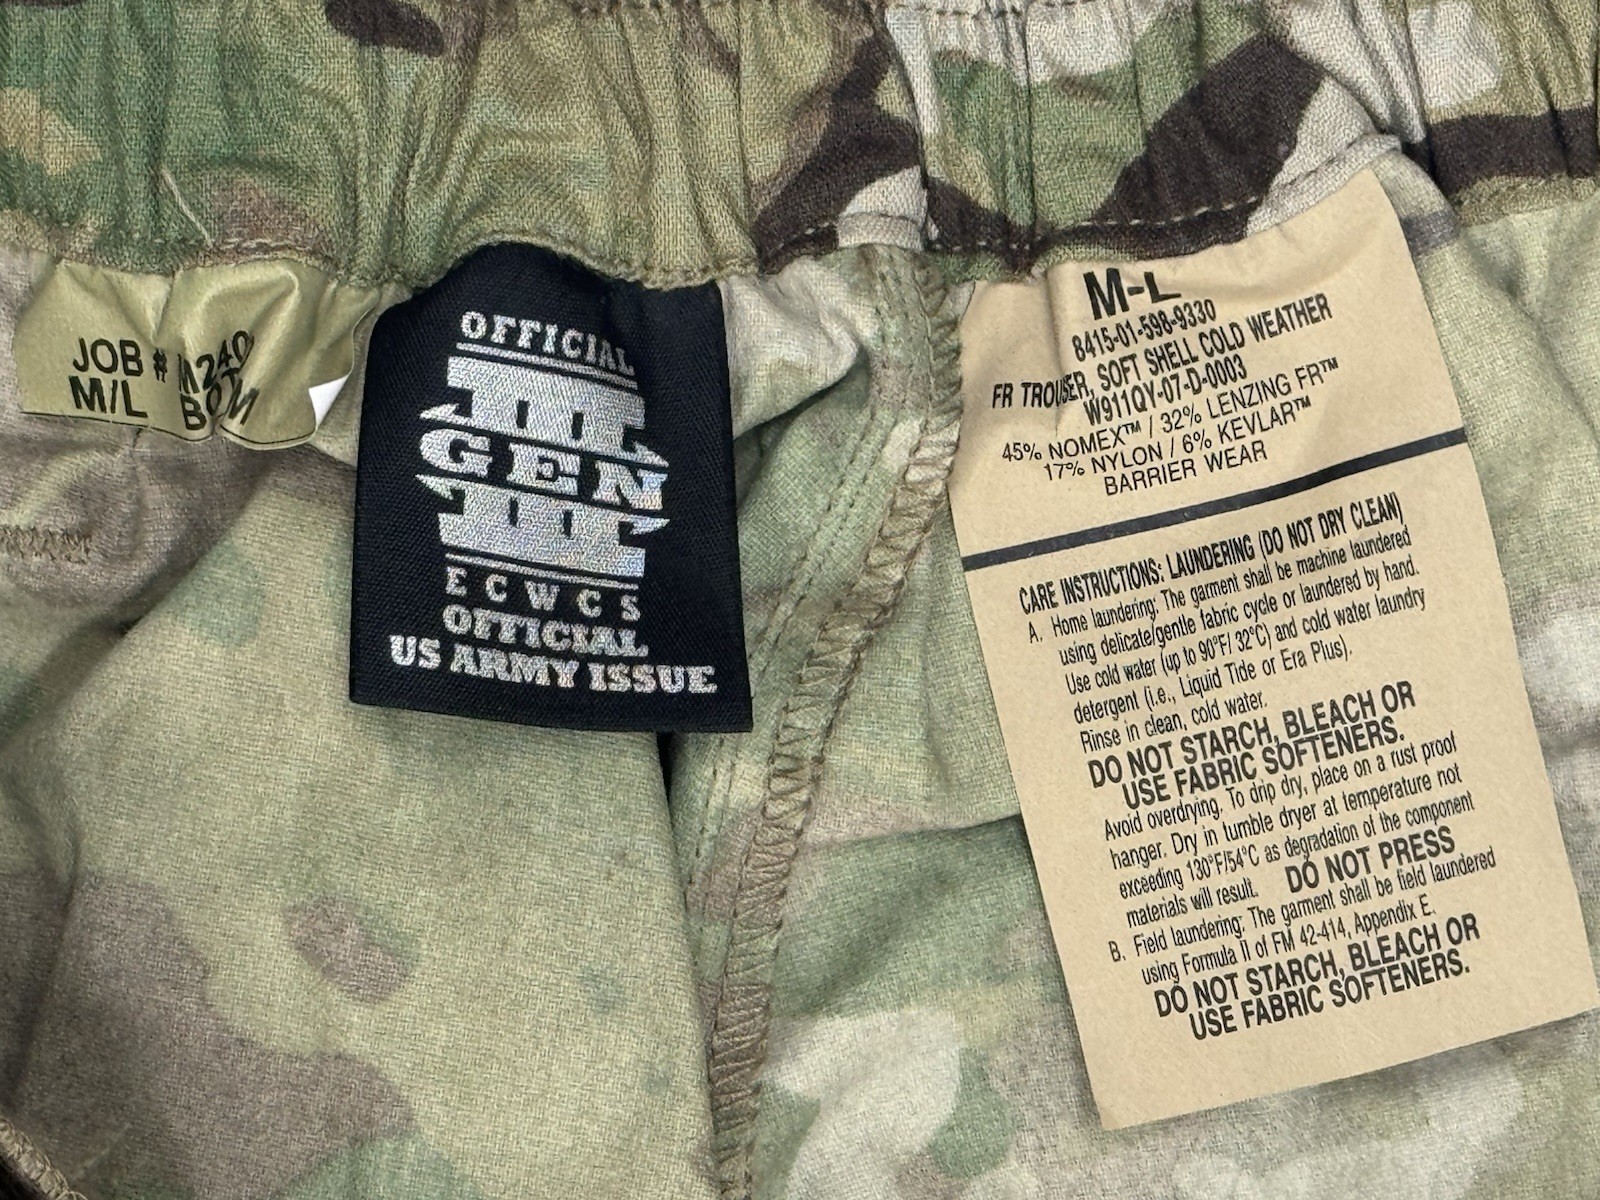 JOB # M240
M/L BOTM
OFFICIAL
III
GEN
III
ECWCS
OFFICIAL
US ARMY ISSUE
M-L
8415-01-598-9330
FR TROUSER, SOFT SHELL COLD WEATHER
W911QY-07-D-0003
45% NOMEX™ / 32% LENZING FR™
17% NYLON / 6% KEVLAR™
BARRIER WEAR
CARE INSTRUCTIONS: LAUNDERING (DO NOT DRY CLEAN)
A. Home laundering: The garment shall be machine laundered
using delicate/gentle fabric cycle or laundered by hand.
Use cold water (up to 90°F/ 32°C) and cold water laundry
detergent (i.e., Liquid Tide or Era Plus).
Rinse in clean, cold water.
DO NOT STARCH, BLEACH OR
USE FABRIC SOFTENERS.
Avoid overdrying. To drip dry, place on a rust proof
hanger. Dry in tumble dryer at temperature not
exceeding 130°F/54°C as degradation of the component
materials will result. DO NOT PRESS
B. Field laundering: The garment shall be field laundered
using Formula II of FM 42-414, Appendix E.
DO NOT STARCH, BLEACH OR
USE FABRIC SOFTENERS.